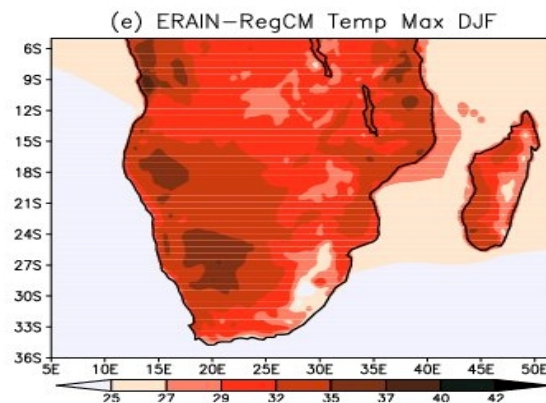 (e) ERAIN-RegCM Temp Max DJF
6S
9S
12S
15S
18S
21S
24S
27S
30S
33S
36S
5E 10E 15E 20E 25E 30E 35E 40E 45E 50E
25 27 29 32 35 37 40 42